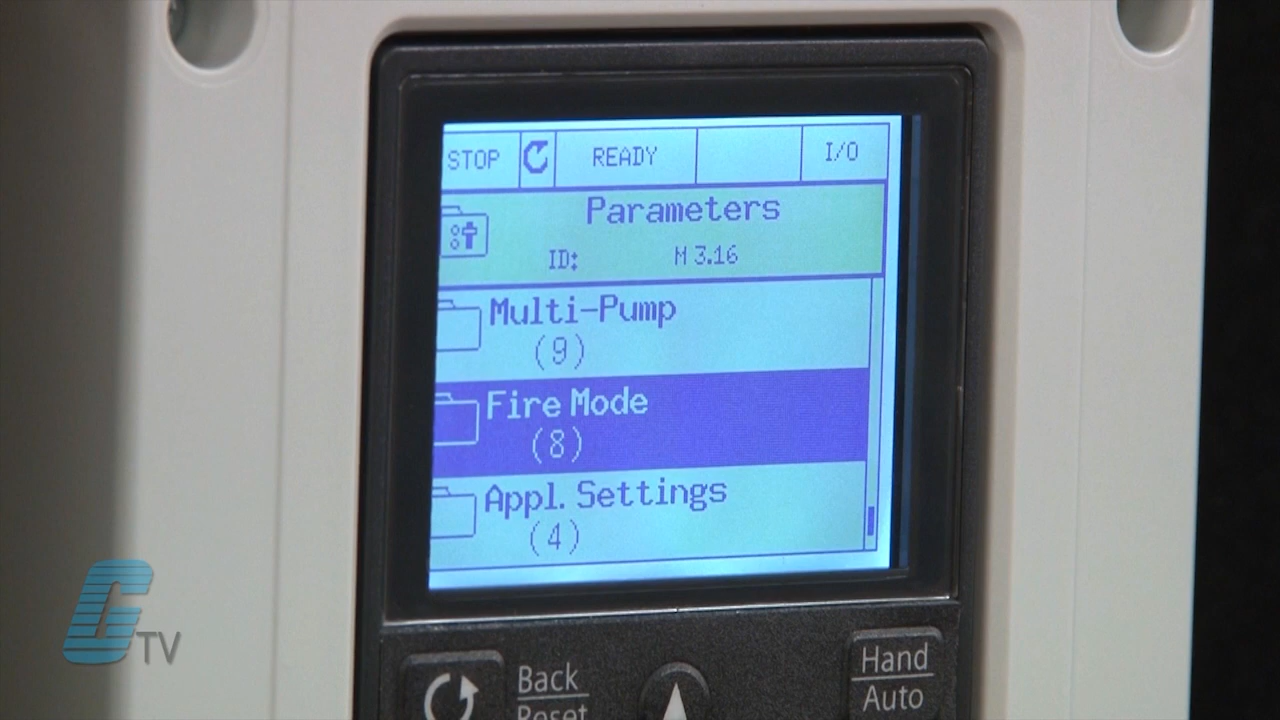 STOP READY I/O
Parameters
ID: M 3.16
Multi-Pump
(9)
Fire Mode
(8)
Appl. Settings
(4)
Back
Reset
Hand
Auto
G TV